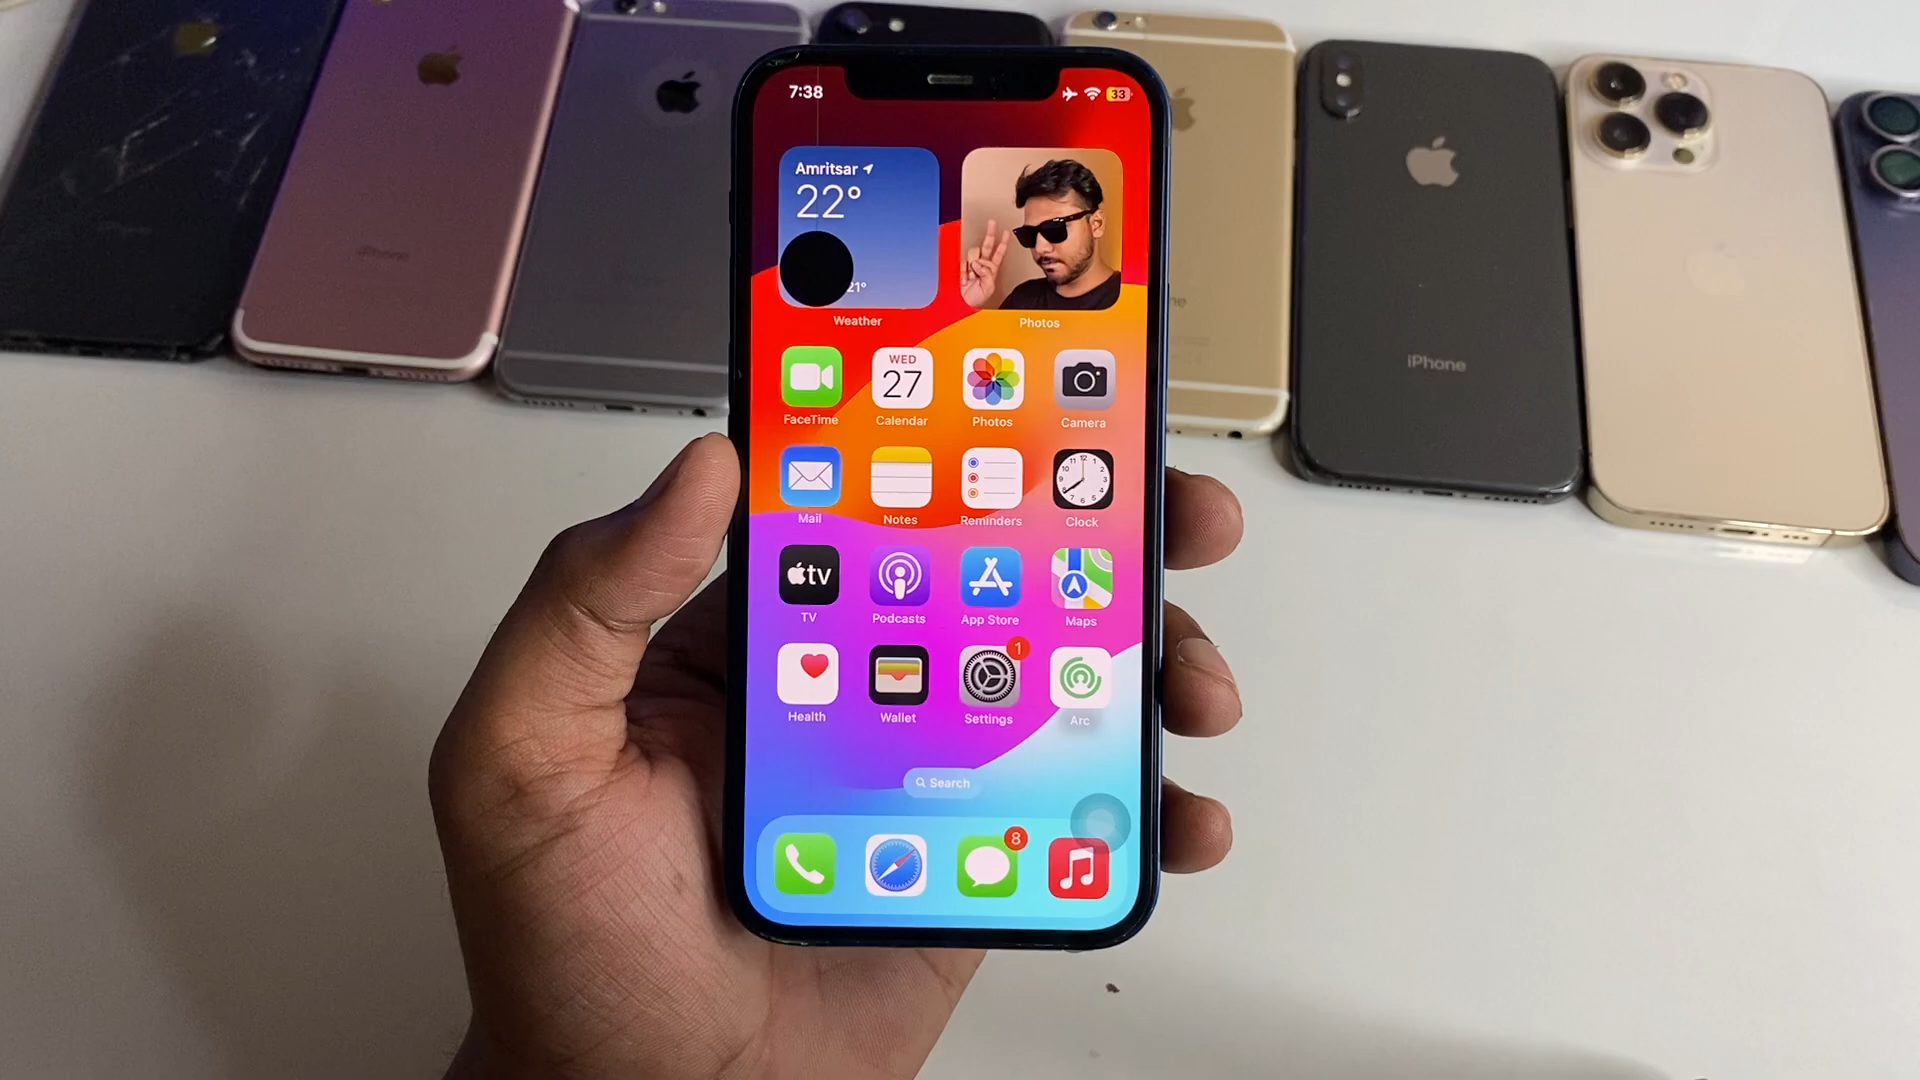 7:38
33
Amritsar
22°
21°
Weather
Photos
FaceTime
WED
27
Calendar
Photos
Camera
Mail
Notes
Reminders
Clock
tv
TV
Podcasts
App Store
Maps
Health
Wallet
1
Settings
Arc
Search
8
iPhone
iPhone